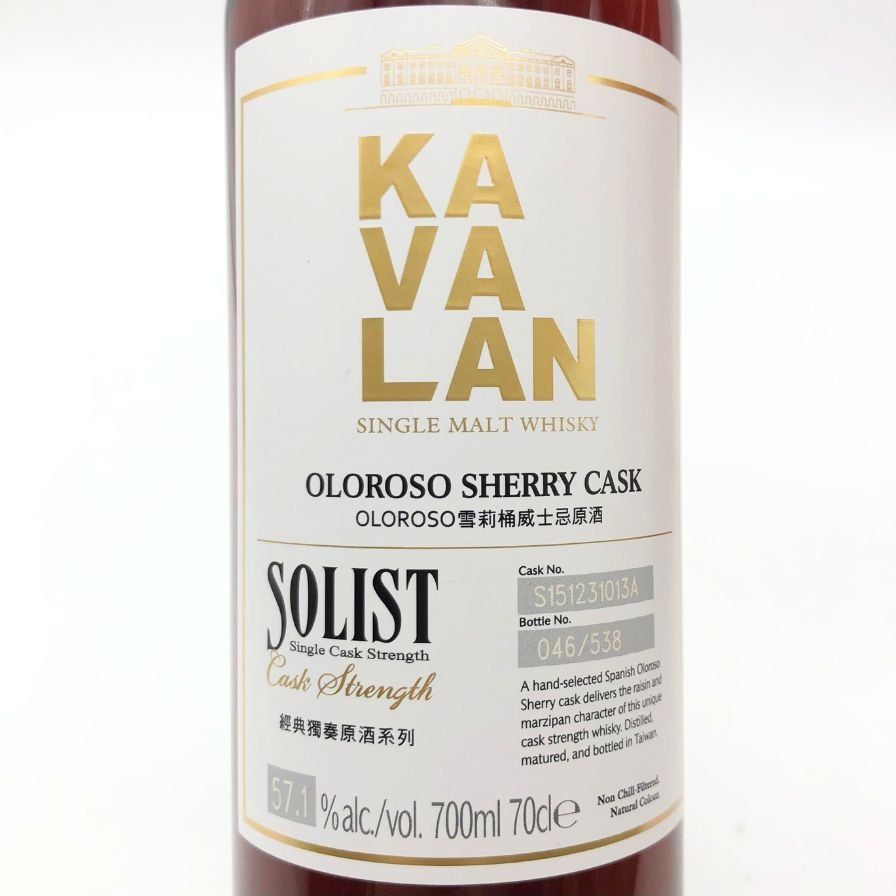 KA
VA
LAN
SINGLE MALT WHISKY
OLOROSO SHERRY CASK
OLOROSO雪莉桶威士忌原酒
SOLIST
Single Cask Strength
Cask Strength
經典獨奏原酒系列
Cask No.
S151231013A
Bottle No.
046/538
A hand-selected Spanish Oloroso
Sherry cask delivers the raisin and
marzipan character of this unique
cask strength whisky. Distilled,
matured, and bottled in Taiwan.
57.1 %alc./vol. 700ml 70cl℮
Non Chill-Filtered.
Natural Colour.